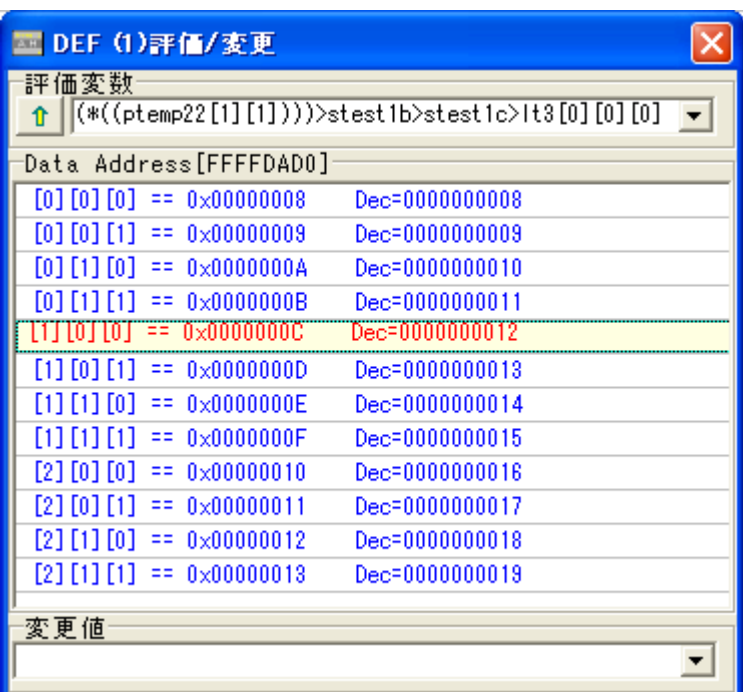 DEF (1)評価/変更
評価変数
(*((ptemp22[1][1])))>stest1b>stest1c>lt3[0][0][0]
Data Address[FFFFDAD0]
[0][0][0] == 0x00000008 Dec=0000000008
[0][0][1] == 0x00000009 Dec=0000000009
[0][1][0] == 0x0000000A Dec=0000000010
[0][1][1] == 0x0000000B Dec=0000000011
[1][0][0] == 0x0000000C Dec=0000000012
[1][0][1] == 0x0000000D Dec=0000000013
[1][1][0] == 0x0000000E Dec=0000000014
[1][1][1] == 0x0000000F Dec=0000000015
[2][0][0] == 0x00000010 Dec=0000000016
[2][0][1] == 0x00000011 Dec=0000000017
[2][1][0] == 0x00000012 Dec=0000000018
[2][1][1] == 0x00000013 Dec=0000000019
変更値